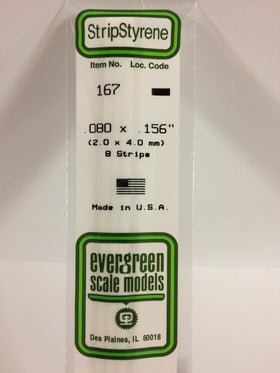 StripStyrene
Item No. Loc. Code
167
.080 x .156"
(2.0 x 4.0 mm)
8 Strips
Made in U.S.A.
evergreen
scale models
Des Plaines, IL 60018